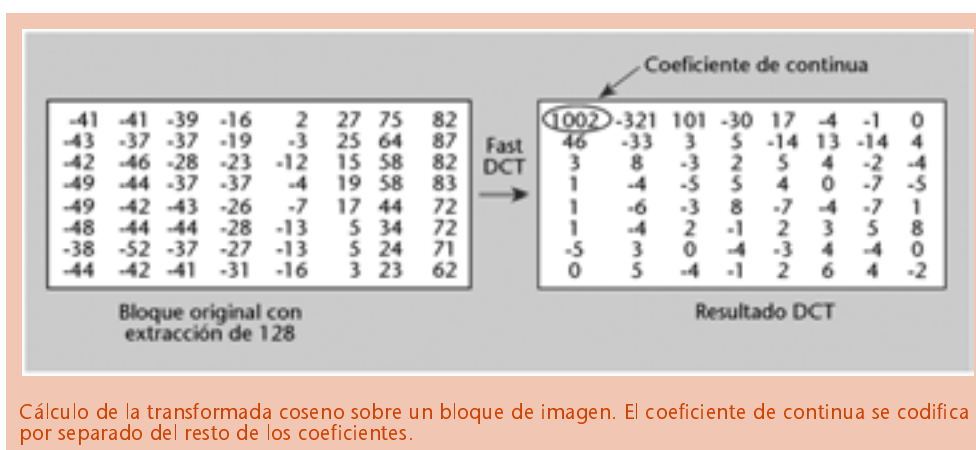 Coeficiente de continua
-41 -41 -39 -16 2 27 75 82
-43 -37 -37 -19 -3 25 64 87
-42 -46 -28 -23 -12 15 58 82
-49 -44 -37 -37 -4 19 58 83
-49 -42 -43 -26 -7 17 44 72
-48 -44 -44 -28 -13 5 34 72
-38 -52 -37 -27 -13 5 24 71
-44 -42 -41 -31 -16 3 23 62
Fast
DCT
1002 -321 101 -30 17 -4 -1 0
46 -33 3 5 -14 13 -14 4
3 8 -3 2 5 4 -2 -4
1 -4 -5 5 4 0 -7 -5
1 -6 -3 8 -7 -4 -7 1
1 -4 2 -1 2 3 5 8
-5 3 0 -4 -3 4 -4 0
0 5 -4 -1 2 6 4 -2
Bloque original con
extracción de 128
Resultado DCT
Cálculo de la transformada coseno sobre un bloque de imagen. El coeficiente de continua se codifica
por separado del resto de los coeficientes.